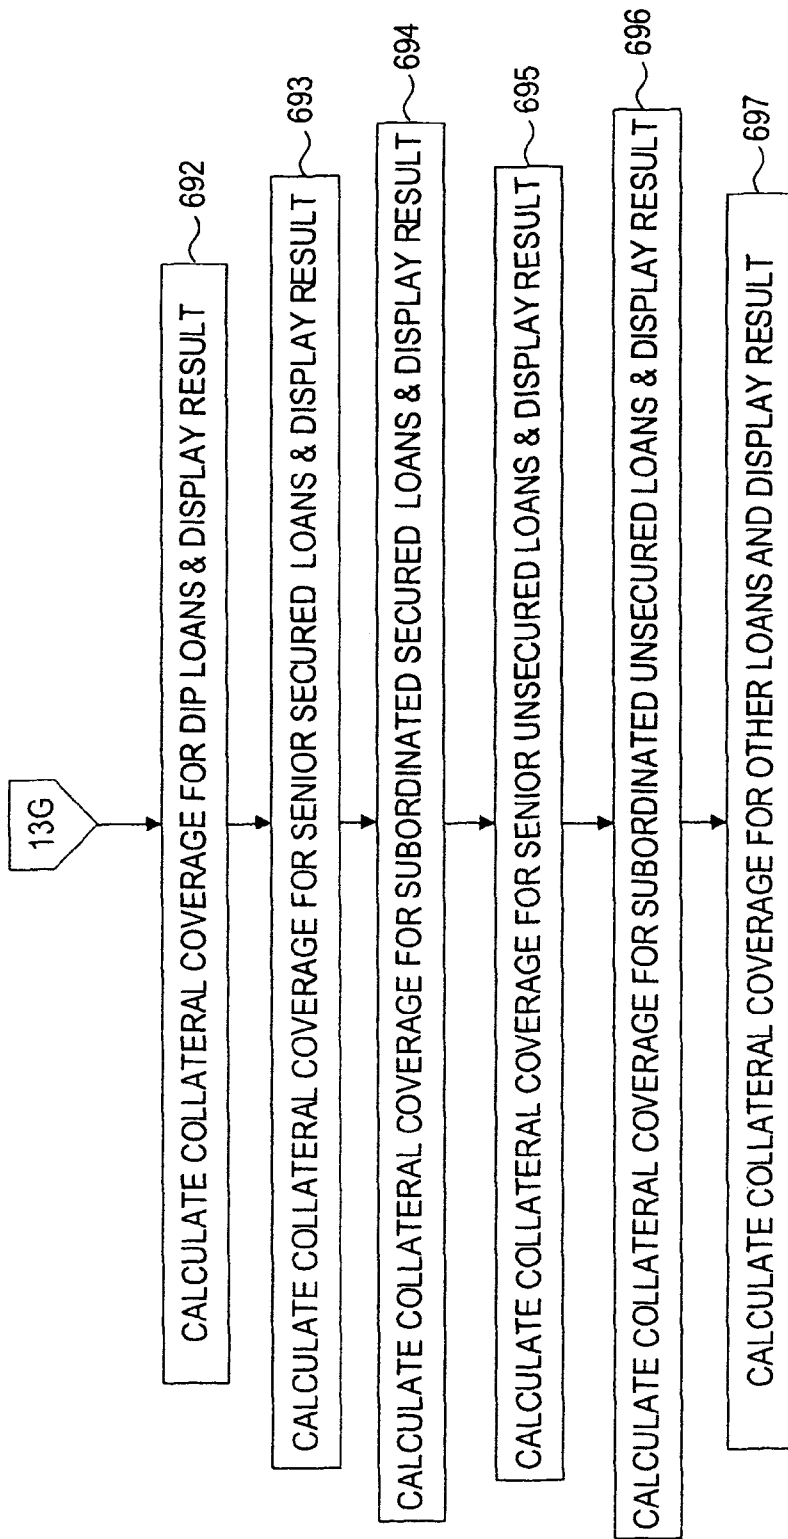 13G
CALCULATE COLLATERAL COVERAGE FOR DIP LOANS & DISPLAY RESULT
692
CALCULATE COLLATERAL COVERAGE FOR SENIOR SECURED LOANS & DISPLAY RESULT
693
CALCULATE COLLATERAL COVERAGE FOR SUBORDINATED SECURED LOANS & DISPLAY RESULT
694
CALCULATE COLLATERAL COVERAGE FOR SENIOR UNSECURED LOANS & DISPLAY RESULT
695
CALCULATE COLLATERAL COVERAGE FOR SUBORDINATED UNSECURED LOANS & DISPLAY RESULT
696
CALCULATE COLLATERAL COVERAGE FOR OTHER LOANS AND DISPLAY RESULT
697